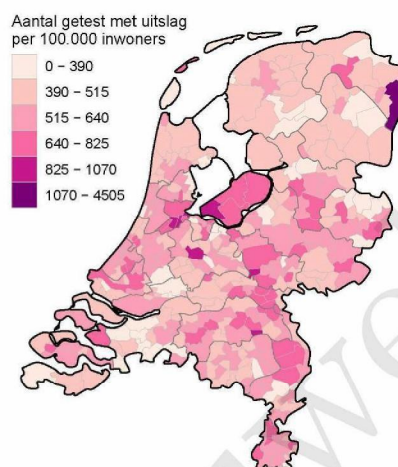 Aantal getest met uitslag
per 100.000 inwoners
0 – 390
390 – 515
515 – 640
640 – 825
825 – 1070
1070 – 4505